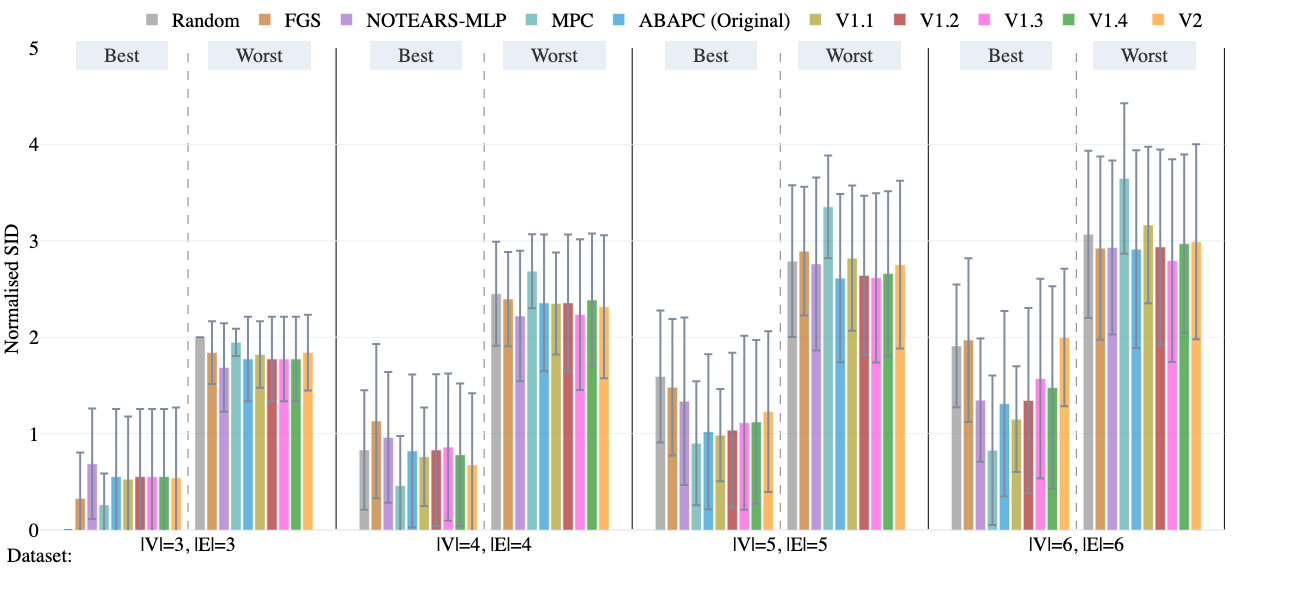 Random FGS NOTEARS-MLP MPC ABAPC (Original) V1.1 V1.2 V1.3 V1.4 V2
Best Worst Best Worst Best Worst Best Worst
5
4
3
2
1
0
Normalised SID
|V|=3, |E|=3 |V|=4, |E|=4 |V|=5, |E|=5 |V|=6, |E|=6
Dataset: